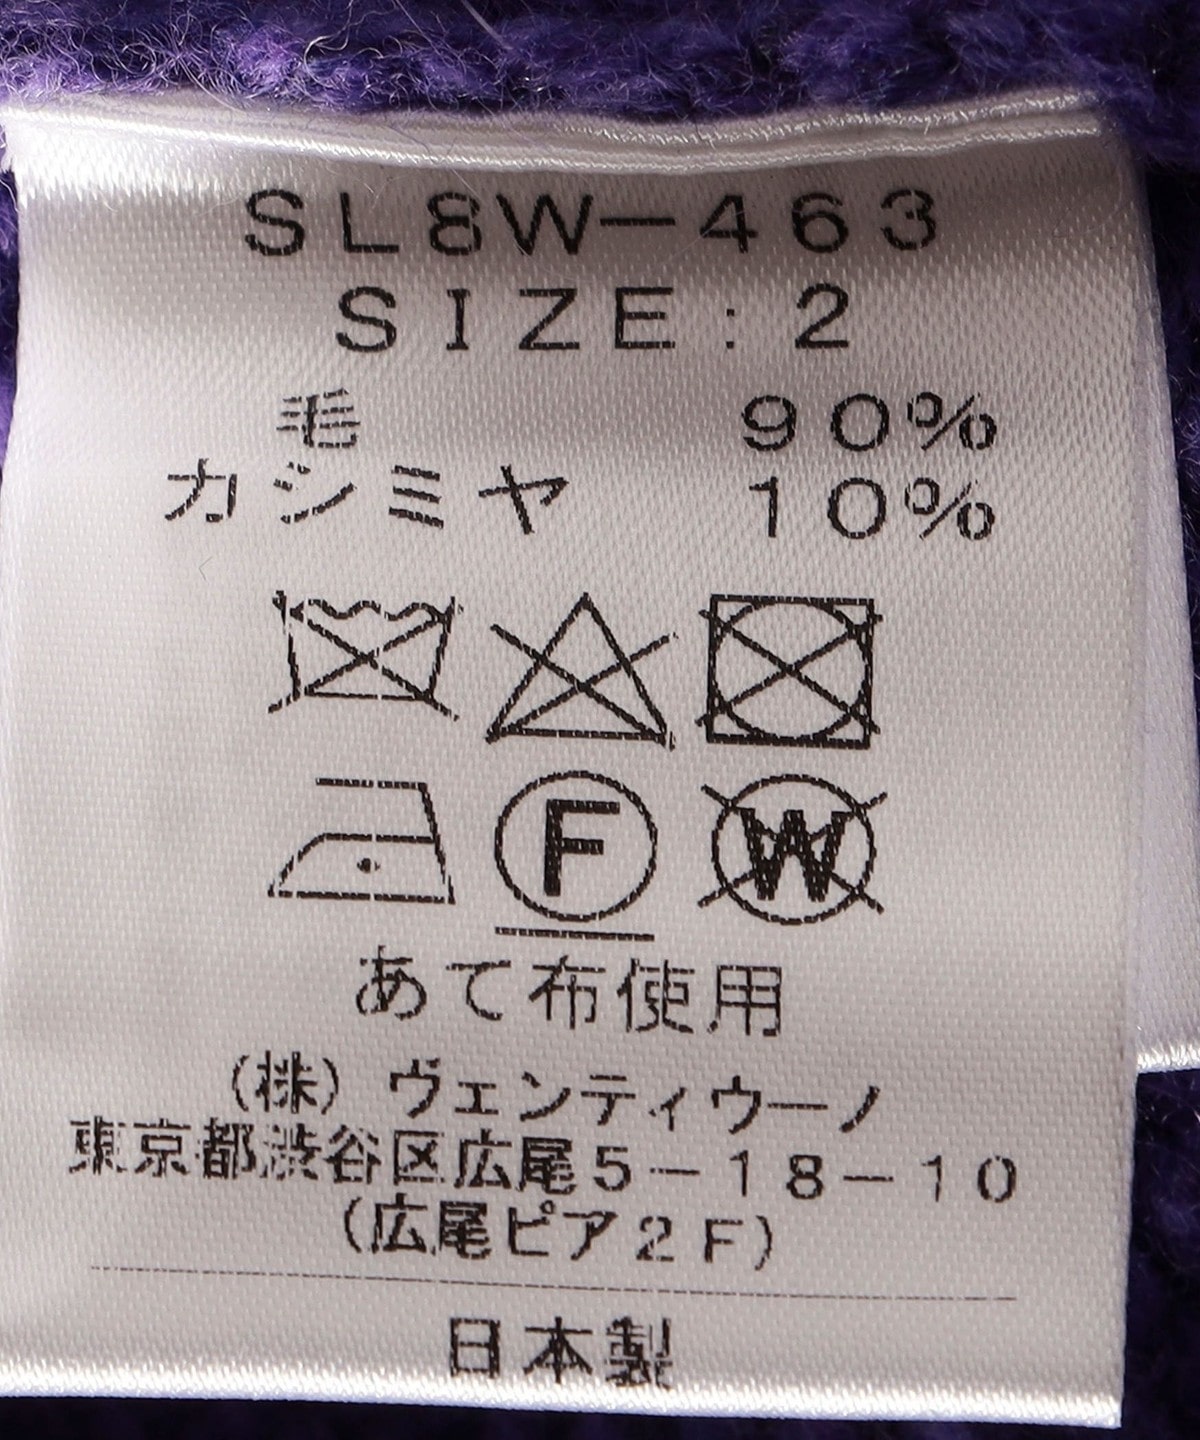 SL8W-463
SIZE:2
毛 90%
カシミヤ 10%
F W
あて布使用
(株) ヴェンティウーノ
東京都渋谷区広尾5-18-10
(広尾ピア2F)
日本製